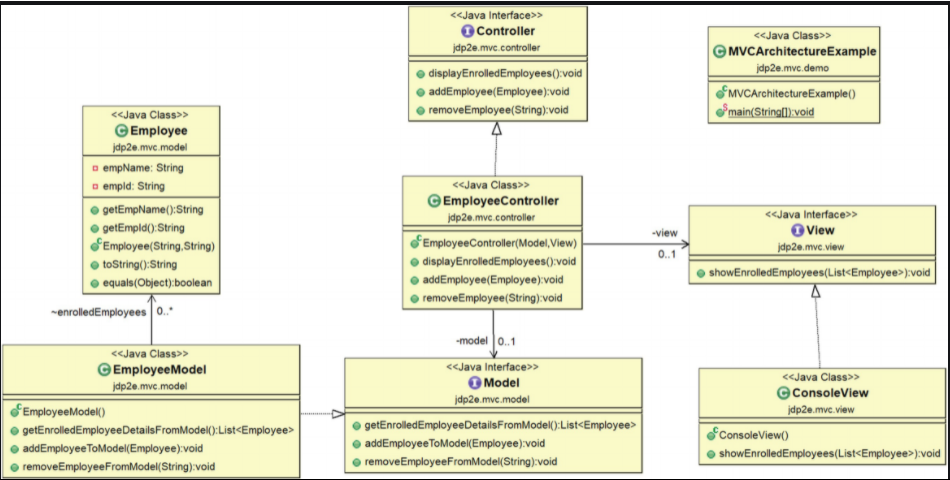 <<Java Interface>>
Controller
jdp2e.mvc.controller
displayEnrolledEmployees():void
addEmployee(Employee):void
removeEmployee(String):void
<<Java Class>>
MVCArchitectureExample
jdp2e.mvc.demo
MVCArchitectureExample()
main(String[]):void
<<Java Class>>
Employee
jdp2e.mvc.model
empName: String
empId: String
getEmpName():String
getEmpId():String
Employee(String,String)
toString():String
equals(Object):boolean
<<Java Class>>
EmployeeController
jdp2e.mvc.controller
EmployeeController(Model,View)
displayEnrolledEmployees():void
addEmployee(Employee):void
removeEmployee(String):void
-view
0..1
<<Java Interface>>
View
jdp2e.mvc.view
showEnrolledEmployees(List<Employee>):void
~enrolledEmployees
0..*
-model
0..1
<<Java Class>>
EmployeeModel
jdp2e.mvc.model
EmployeeModel()
getEnrolledEmployeeDetailsFromModel():List<Employee>
addEmployeeToModel(Employee):void
removeEmployeeFromModel(String):void
<<Java Interface>>
Model
jdp2e.mvc.model
getEnrolledEmployeeDetailsFromModel():List<Employee>
addEmployeeToModel(Employee):void
removeEmployeeFromModel(String):void
<<Java Class>>
ConsoleView
jdp2e.mvc.view
ConsoleView()
showEnrolledEmployees(List<Employee>):void